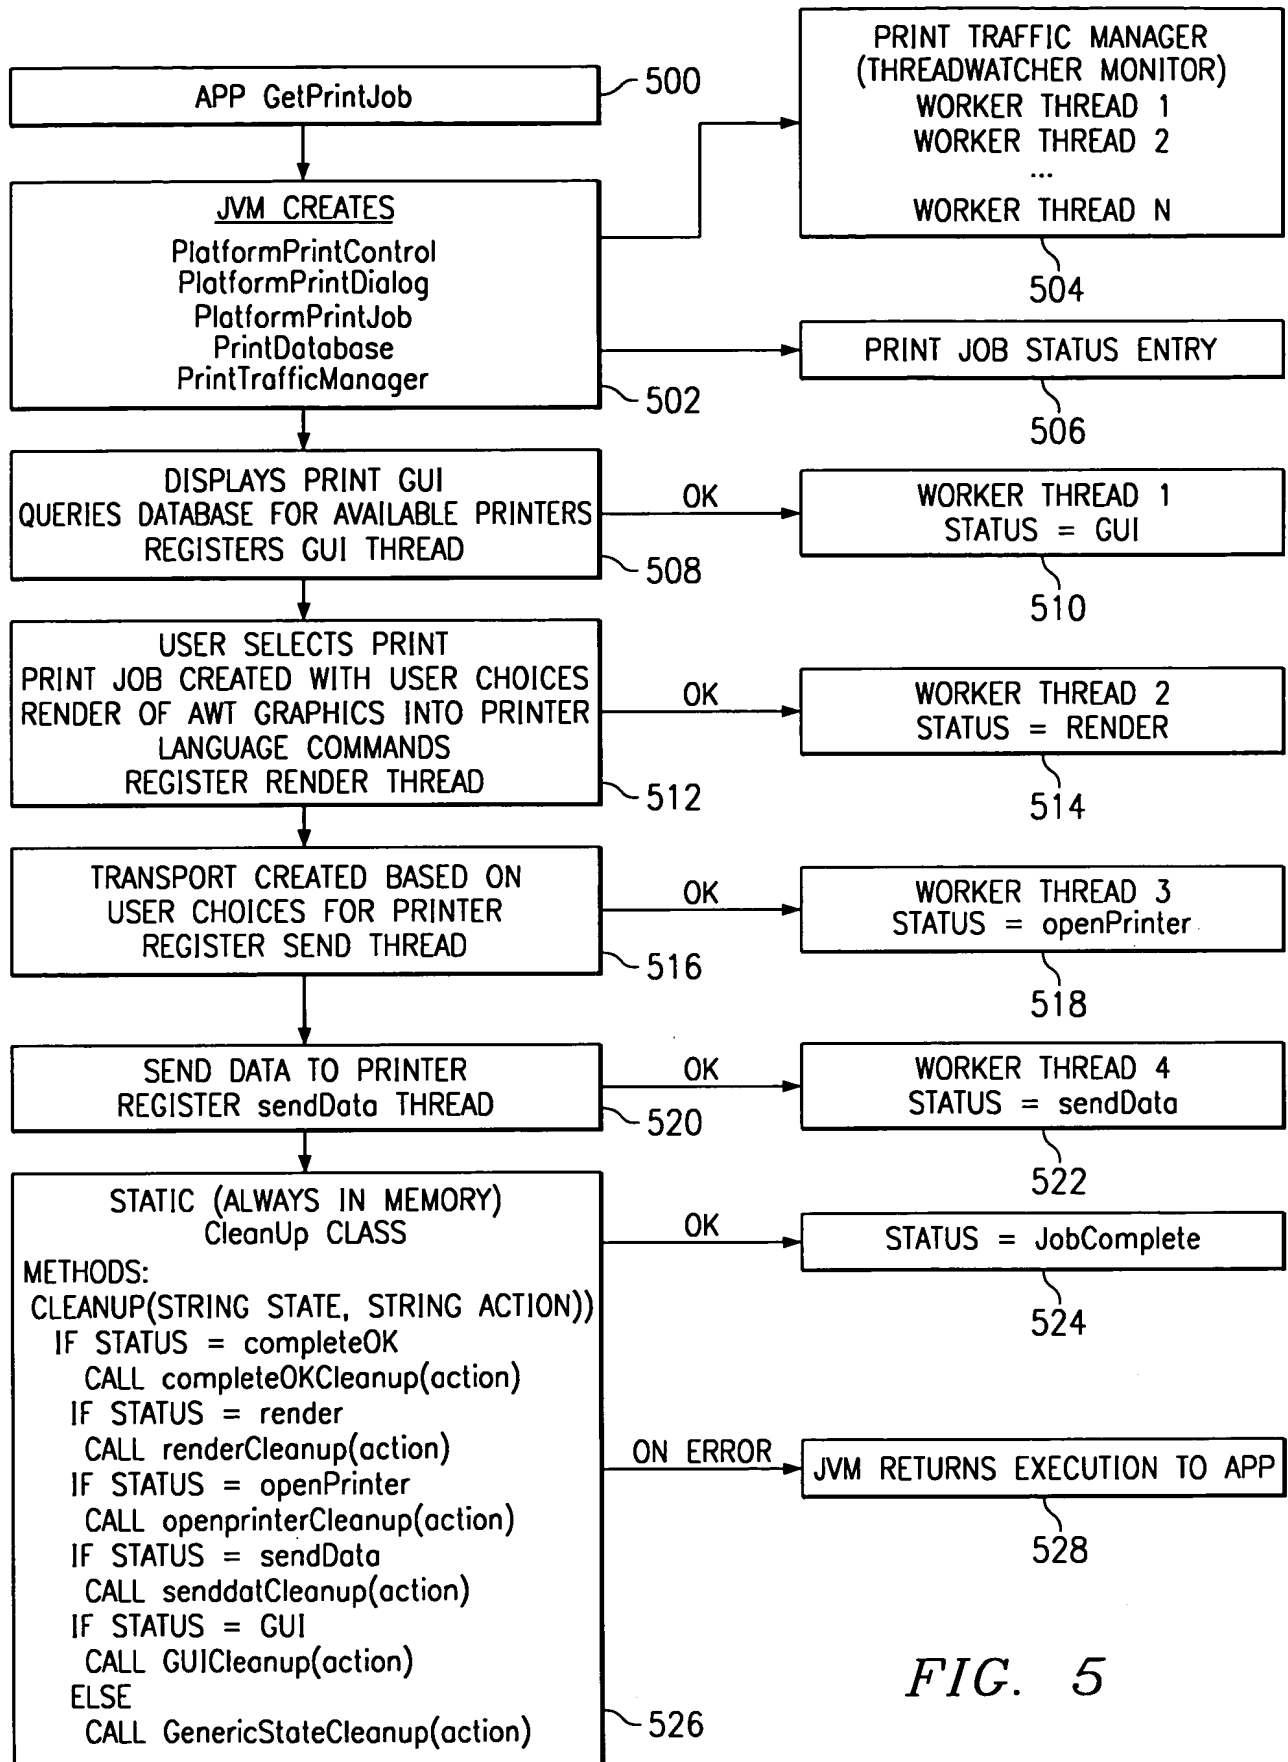 APP GetPrintJob
500
PRINT TRAFFIC MANAGER
(THREADWATCHER MONITOR)
WORKER THREAD 1
WORKER THREAD 2
...
WORKER THREAD N
504
JVM CREATES
PlatformPrintControl
PlatformPrintDialog
PlatformPrintJob
PrintDatabase
PrintTrafficManager
502
PRINT JOB STATUS ENTRY
506
DISPLAYS PRINT GUI
QUERIES DATABASE FOR AVAILABLE PRINTERS
REGISTERS GUI THREAD
508
OK
WORKER THREAD 1
STATUS = GUI
510
USER SELECTS PRINT
PRINT JOB CREATED WITH USER CHOICES
RENDER OF AWT GRAPHICS INTO PRINTER
LANGUAGE COMMANDS
REGISTER RENDER THREAD
512
OK
WORKER THREAD 2
STATUS = RENDER
514
TRANSPORT CREATED BASED ON
USER CHOICES FOR PRINTER
REGISTER SEND THREAD
516
OK
WORKER THREAD 3
STATUS = openPrinter
518
SEND DATA TO PRINTER
REGISTER sendData THREAD
520
OK
WORKER THREAD 4
STATUS = sendData
522
STATIC (ALWAYS IN MEMORY)
CleanUp CLASS
METHODS:
CLEANUP(STRING STATE, STRING ACTION))
IF STATUS = completeOK
CALL completeOKCleanup(action)
IF STATUS = render
CALL renderCleanup(action)
IF STATUS = openPrinter
CALL openprinterCleanup(action)
IF STATUS = sendData
CALL senddatCleanup(action)
IF STATUS = GUI
CALL GUICleanup(action)
ELSE
CALL GenericStateCleanup(action)
526
OK
STATUS = JobComplete
524
ON ERROR
JVM RETURNS EXECUTION TO APP
528
FIG. 5